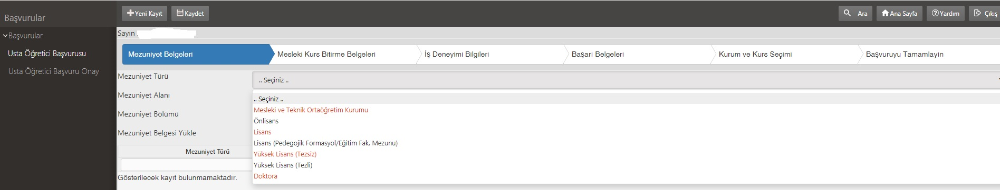 Başvurular
Başvurular
Usta Öğretici Başvurusu
Usta Öğretici Başvuru Onay
Yeni Kayıt Kaydet Ara Ana Sayfa Yardım Çıkış
Sayın
Mezuniyet Belgeleri Mesleki Kurs Bitirme Belgeleri İş Deneyimi Bilgileri Başarı Belgeleri Kurum ve Kurs Seçimi Başvuruyu Tamamlayın
Mezuniyet Türü .. Seçiniz ..
Mezuniyet Alanı
Mezuniyet Bölümü
Mezuniyet Belgesi Yükle
.. Seçiniz ..
Mesleki ve Teknik Ortaöğretim Kurumu
Önlisans
Lisans
Lisans (Pedegojik Formasyol/Eğitim Fak. Mezunu)
Yüksek Lisans (Tezsiz)
Yüksek Lisans (Tezli)
Doktora
Mezuniyet Türü
Gösterilecek kayıt bulunmamaktadır.